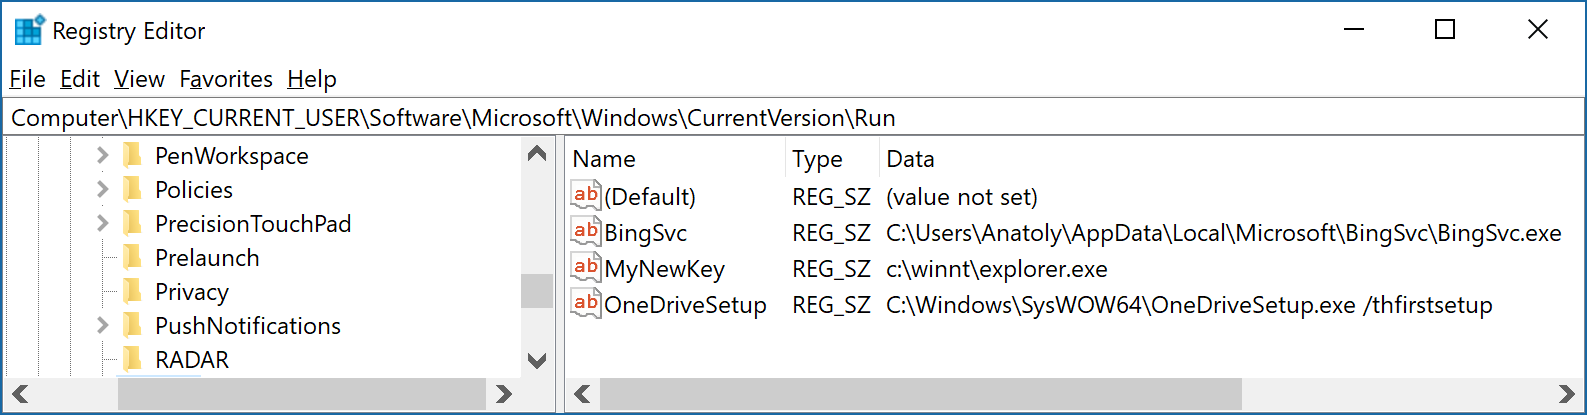 Registry Editor
File Edit View Favorites Help
Computer\HKEY_CURRENT_USER\Software\Microsoft\Windows\CurrentVersion\Run
PenWorkspace
Policies
PrecisionTouchPad
Prelaunch
Privacy
PushNotifications
RADAR
Name Type Data
(Default) REG_SZ (value not set)
BingSvc REG_SZ C:\Users\Anatoly\AppData\Local\Microsoft\BingSvc\BingSvc.exe
MyNewKey REG_SZ c:\winnt\explorer.exe
OneDriveSetup REG_SZ C:\Windows\SysWOW64\OneDriveSetup.exe /thfirstsetup